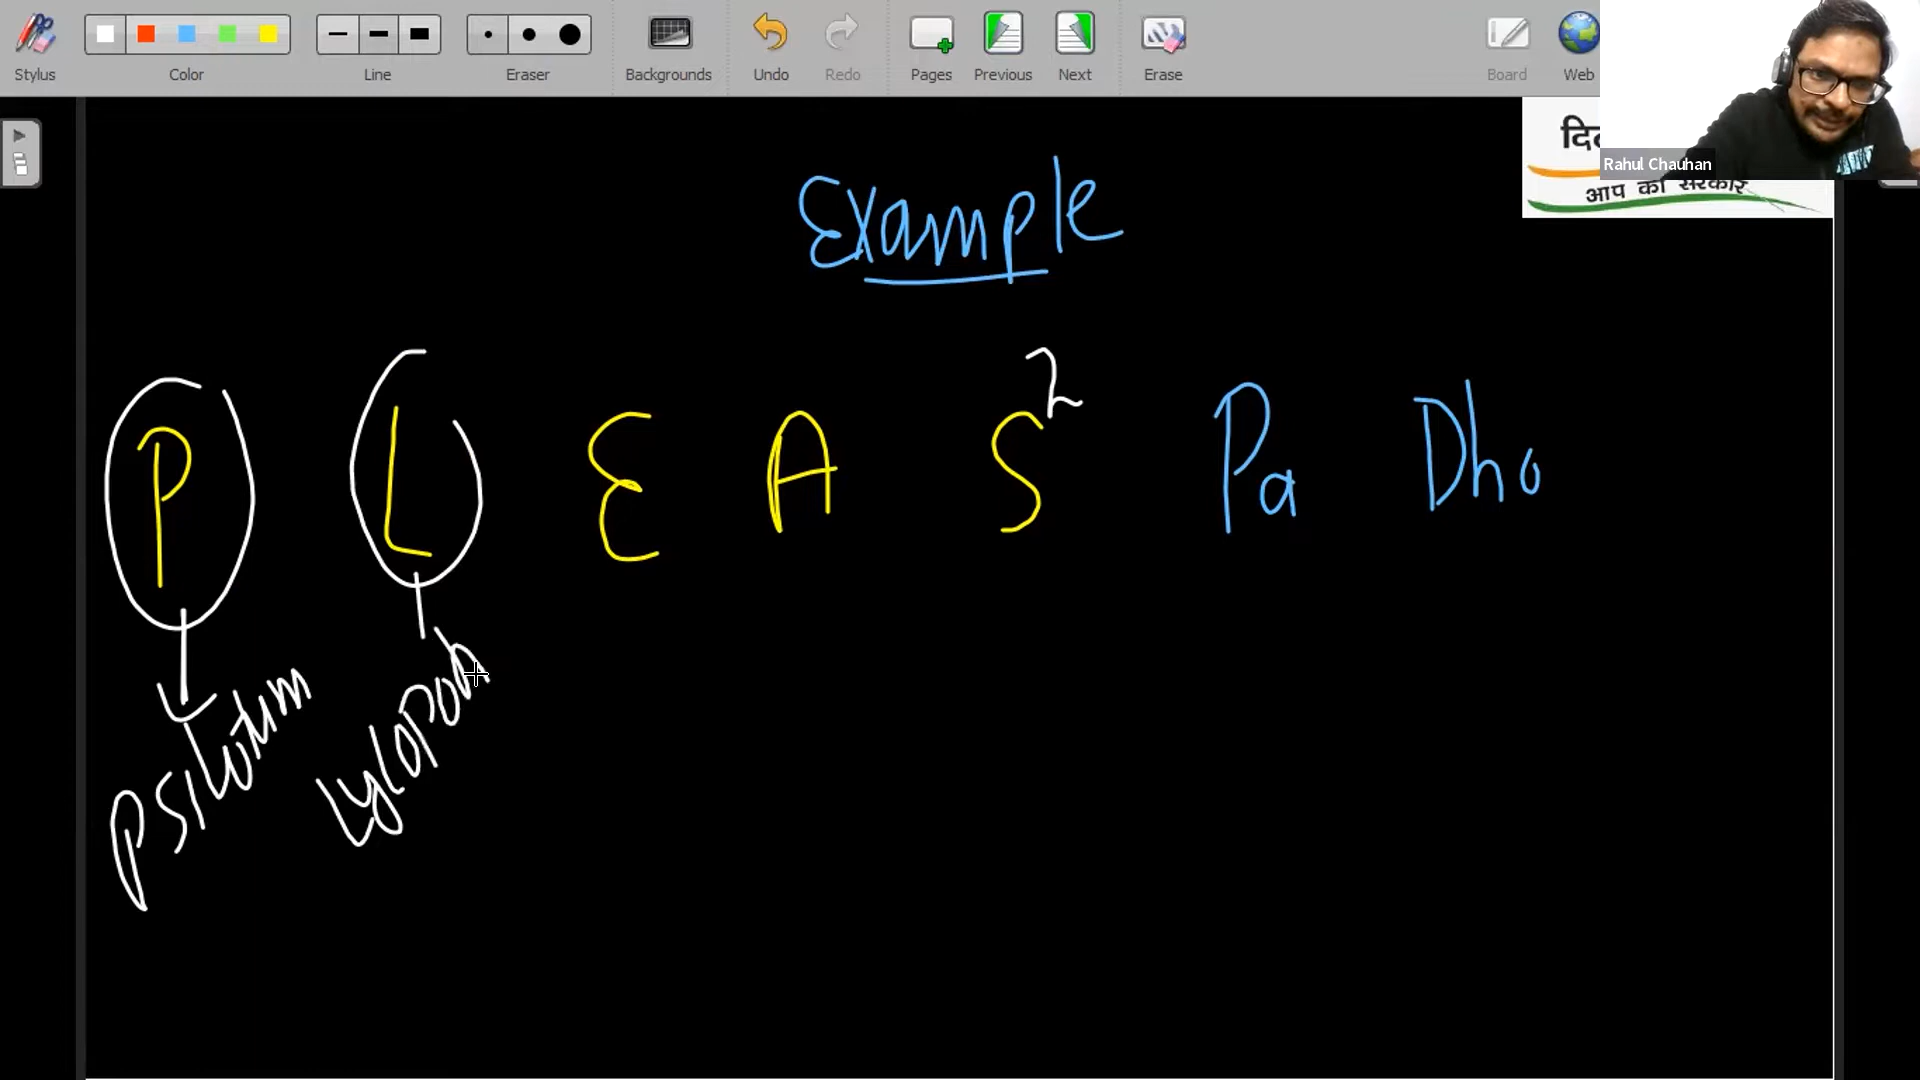 Stylus Color Line Eraser Backgrounds Undo Redo Pages Previous Next Erase Board Web
Rahul Chauhan
आप की सरकार
Example
P L E A S2 Pa Dho
Psilotum Lycopod